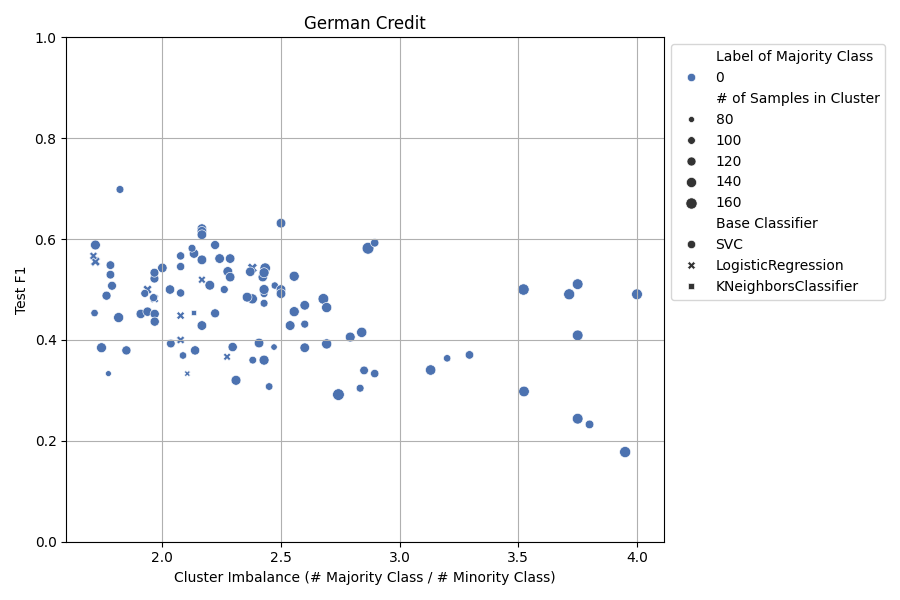 German Credit
1.0
0.8
0.6
0.4
0.2
0.0
Test F1
2.0
2.5
3.0
3.5
4.0
Cluster Imbalance (# Majority Class / # Minority Class)
Label of Majority Class
0
# of Samples in Cluster
80
100
120
140
160
Base Classifier
SVC
LogisticRegression
KNeighborsClassifier